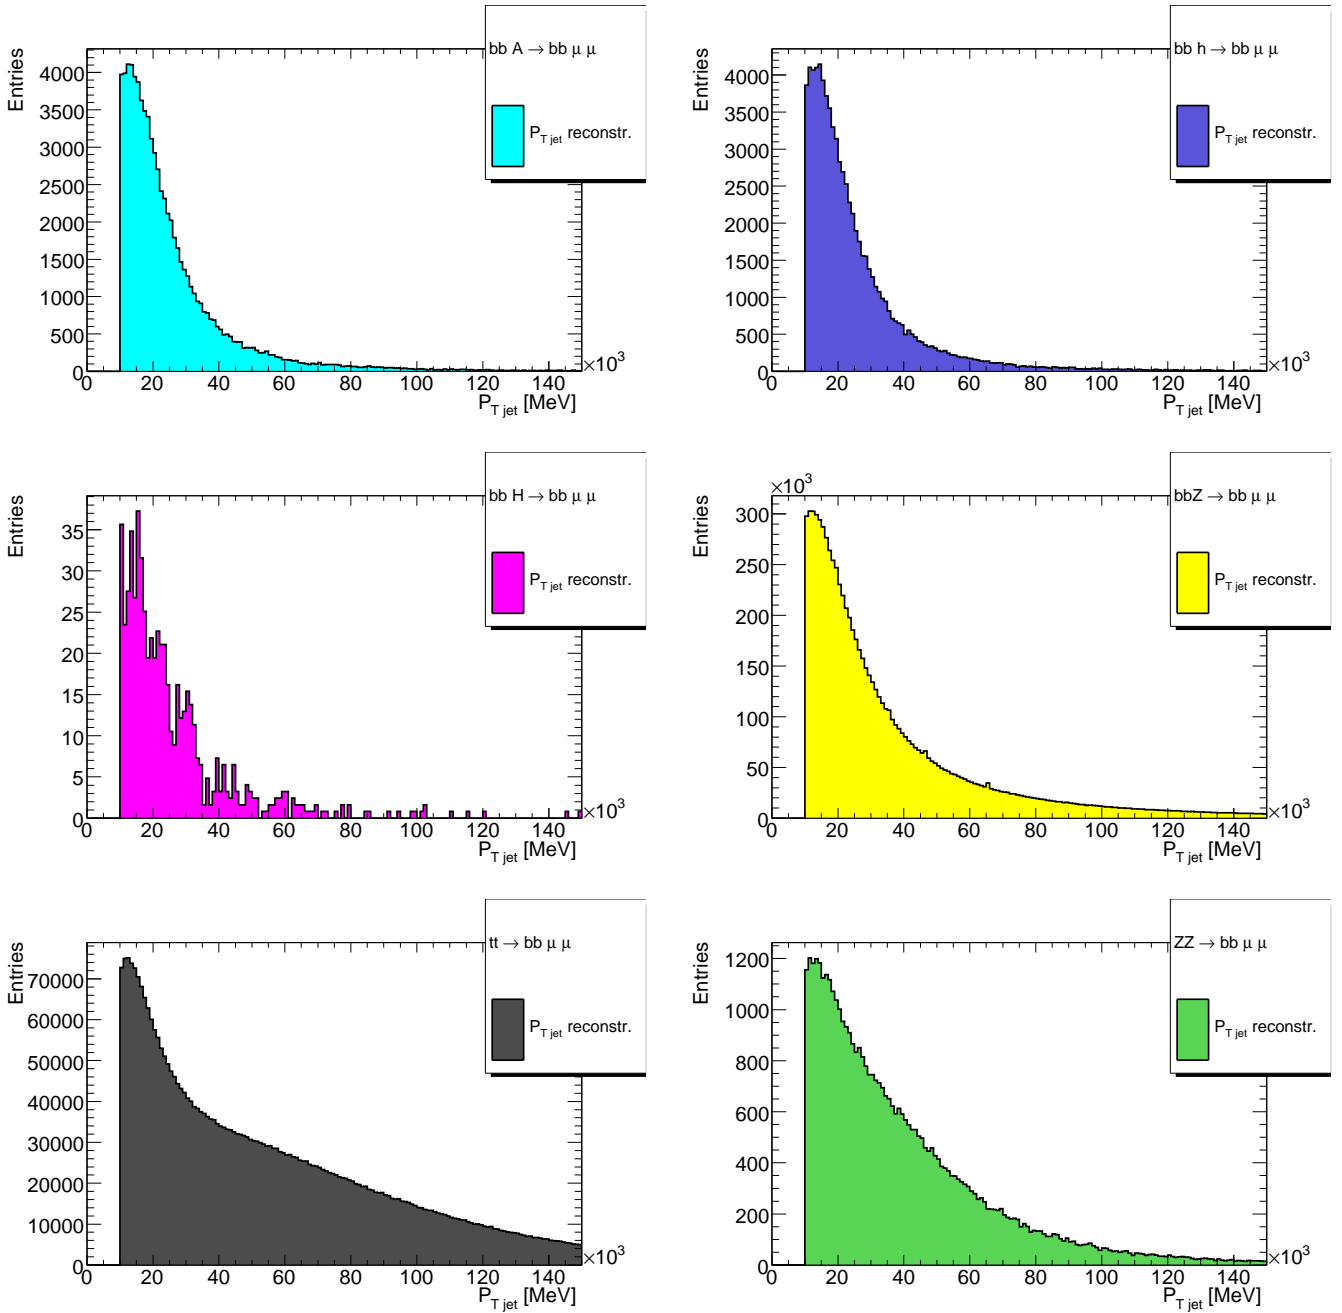 Entries
bb A → bb μ μ
P_T jet reconstr.
4000
3500
3000
2500
2000
1500
1000
500
0
0 20 40 60 80 100 120 140
×10³
P_T jet [MeV]
Entries
bb h → bb μ μ
P_T jet reconstr.
4000
3500
3000
2500
2000
1500
1000
500
0
0 20 40 60 80 100 120 140
×10³
P_T jet [MeV]
Entries
bb H → bb μ μ
P_T jet reconstr.
35
30
25
20
15
10
5
0
0 20 40 60 80 100 120 140
×10³
P_T jet [MeV]
Entries
×10³
bbZ → bb μ μ
P_T jet reconstr.
300
250
200
150
100
50
0
0 20 40 60 80 100 120 140
×10³
P_T jet [MeV]
Entries
tt → bb μ μ
P_T jet reconstr.
70000
60000
50000
40000
30000
20000
10000
0
0 20 40 60 80 100 120 140
×10³
P_T jet [MeV]
Entries
ZZ → bb μ μ
P_T jet reconstr.
1200
1000
800
600
400
200
0
0 20 40 60 80 100 120 140
×10³
P_T jet [MeV]